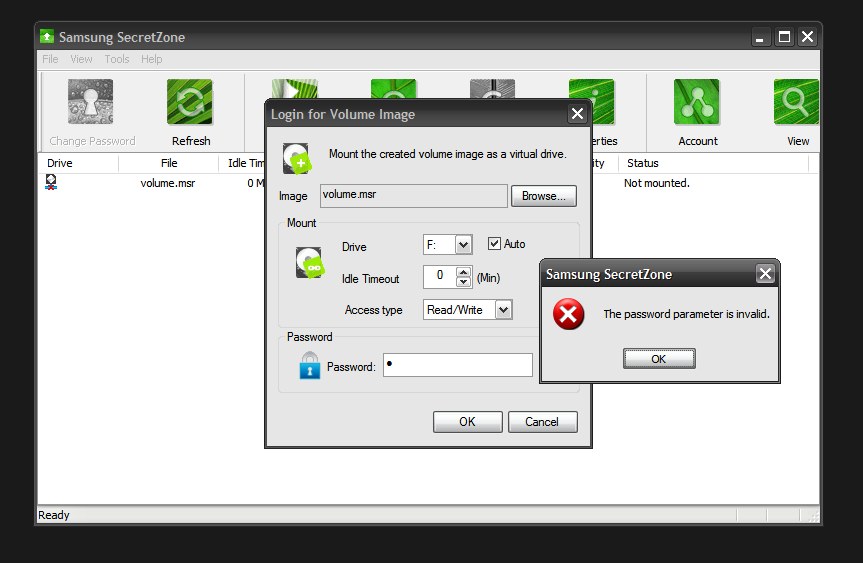 Samsung SecretZone
File View Tools Help
Change Password Refresh erties Account View
Drive File Idle Tim ity Status
volume.msr 0 M Not mounted.
Login for Volume Image
Mount the created volume image as a virtual drive.
Image volume.msr Browse...
Mount
Drive F: Auto
Idle Timeout 0 (Min)
Access type Read/Write
Password
Password:
OK Cancel
Samsung SecretZone
The password parameter is invalid.
OK
Ready